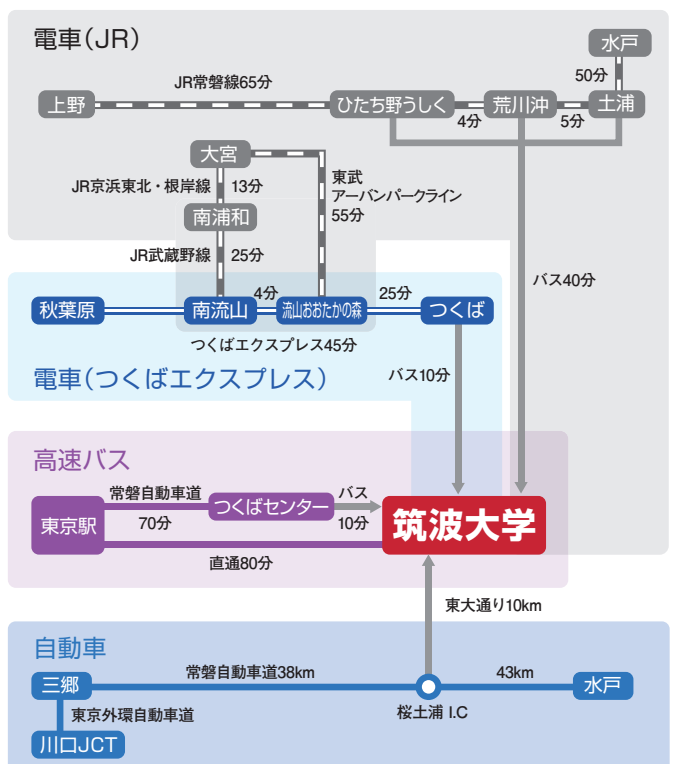 電車(JR)
水戸
50分
JR常磐線65分
上野
ひたち野うしく
4分
荒川沖
5分
土浦
大宮
JR京浜東北・根岸線
13分
東武
アーバンパークライン
55分
南浦和
JR武蔵野線
25分
バス40分
秋葉原
南流山
4分
流山おおたかの森
25分
つくば
つくばエクスプレス45分
電車(つくばエクスプレス)
バス10分
高速バス
東京駅
常磐自動車道
70分
つくばセンター
バス
10分
筑波大学
直通80分
東大通り10km
自動車
三郷
常磐自動車道38km
43km
水戸
桜土浦 I.C
東京外環自動車道
川口JCT